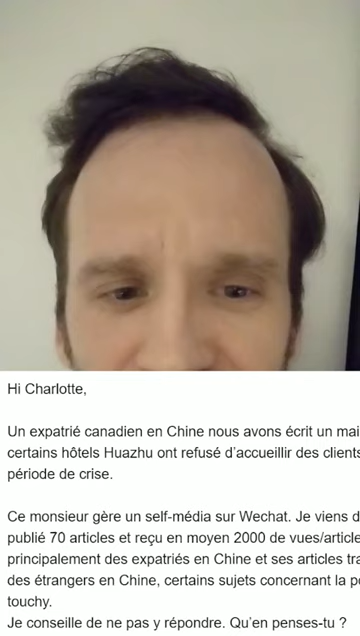 Hi Charlotte,
Un expatrié canadien en Chine nous avons écrit un mai
certains hôtels Huazhu ont refusé d'accueillir des clients
période de crise.
Ce monsieur gère un self-média sur Wechat. Je viens d
publié 70 articles et reçu en moyen 2000 de vues/article
principalement des expatriés en Chine et ses articles tra
des étrangers en Chine, certains sujets concernant la p
touchy.
Je conseille de ne pas y répondre. Qu'en penses-tu ?